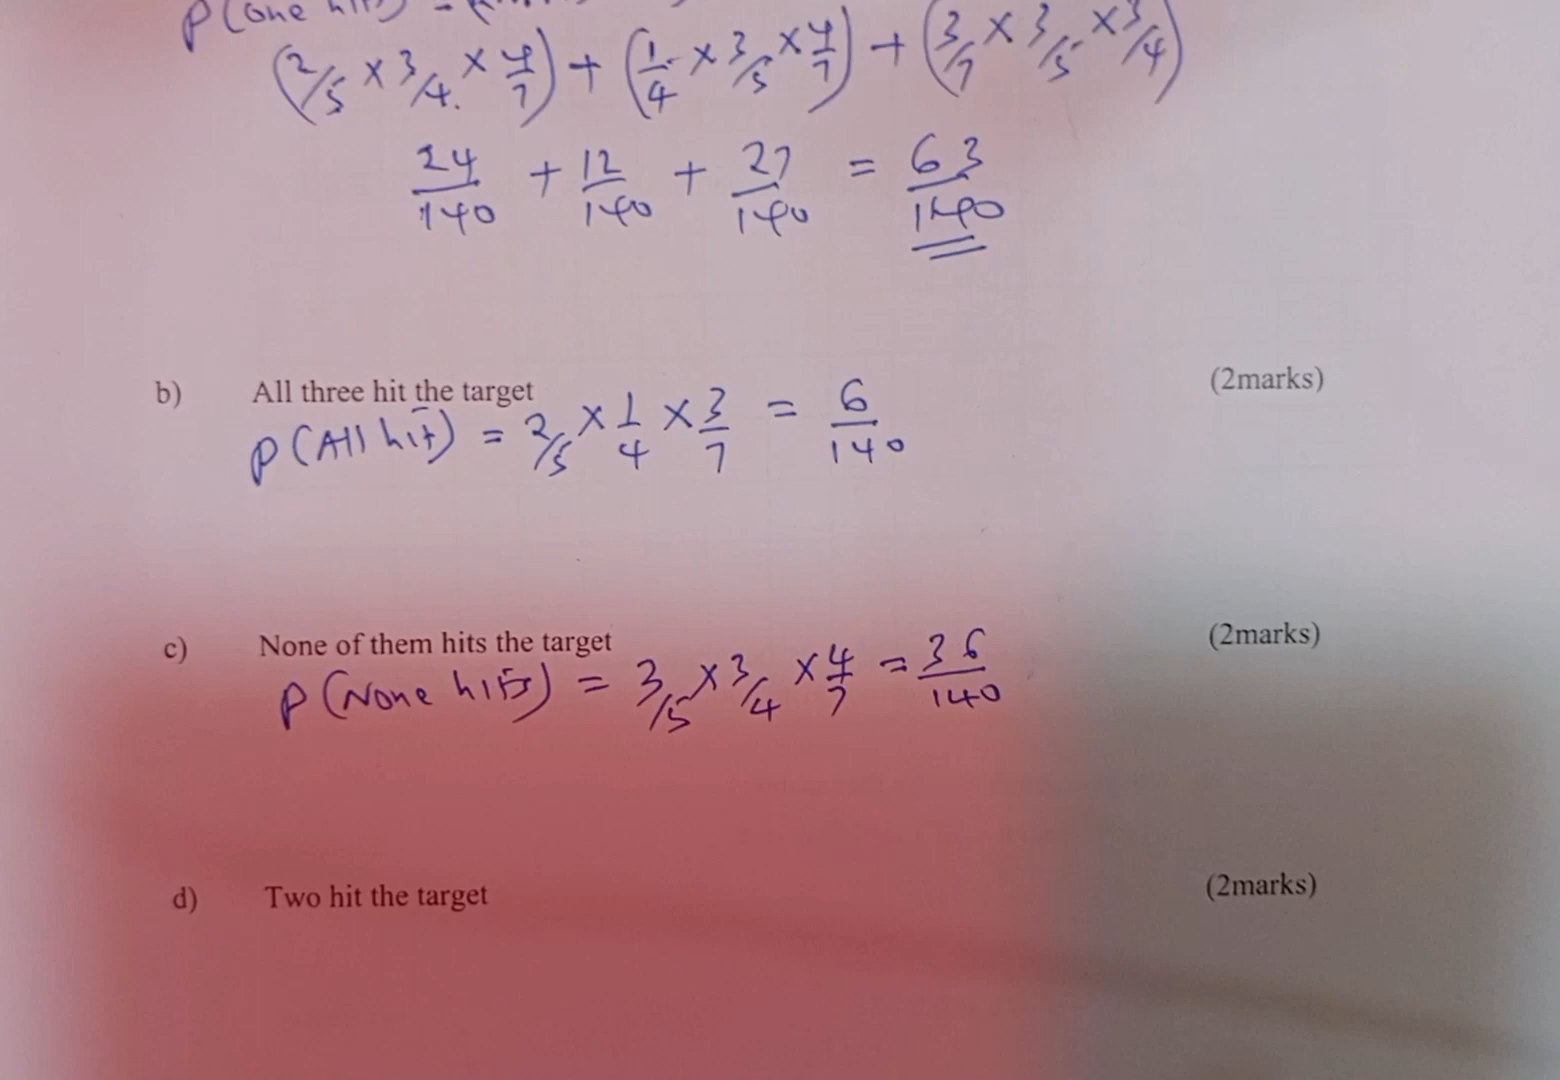 P(one hits) =
(2/5 × 3/4 × 4/7) + (1/4 × 3/5 × 4/7) + (3/7 × 3/5 × 3/4)
24/140 + 12/140 + 27/140 = 63/140
b) All three hit the target (2marks)
P(All hit) = 2/5 × 1/4 × 3/7 = 6/140
c) None of them hits the target (2marks)
P(None hits) = 3/5 × 3/4 × 4/7 = 36/140
d) Two hit the target (2marks)